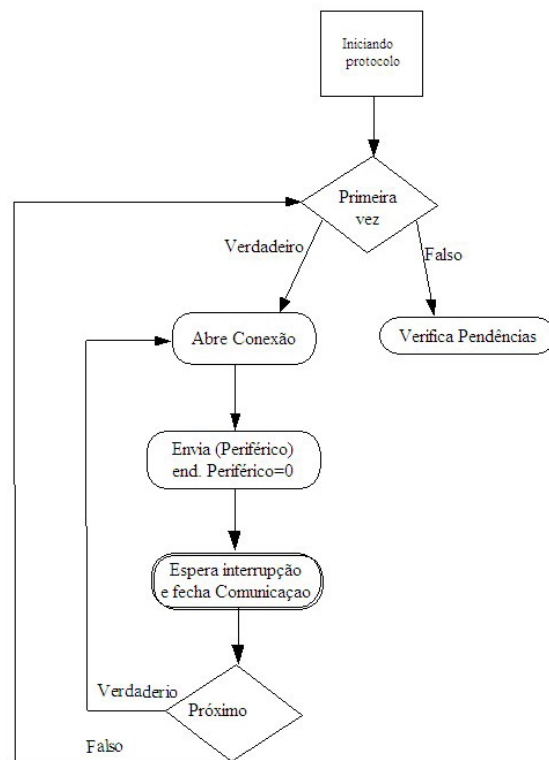 Iniciando
protocolo
Primeira
vez
Verdadeiro
Falso
Abre Conexão
Verifica Pendências
Envia (Periférico)
end. Periférico=0
Espera interrupção
e fecha Comunicaçao
Verdaderio
Próximo
Falso